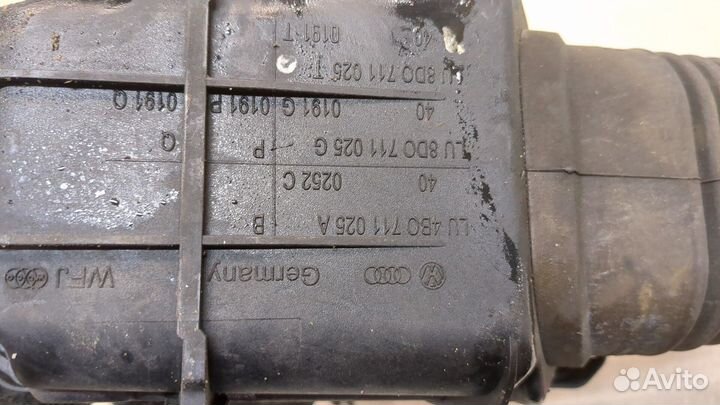 Germany WFJ
LU 4B0 711 025 A B
40 0252 C
LU 8D0 711 025 G P Q
40 0191 G 0191 P 0191 Q
LU 8D0 711 025 T
40 0191 T
Avito